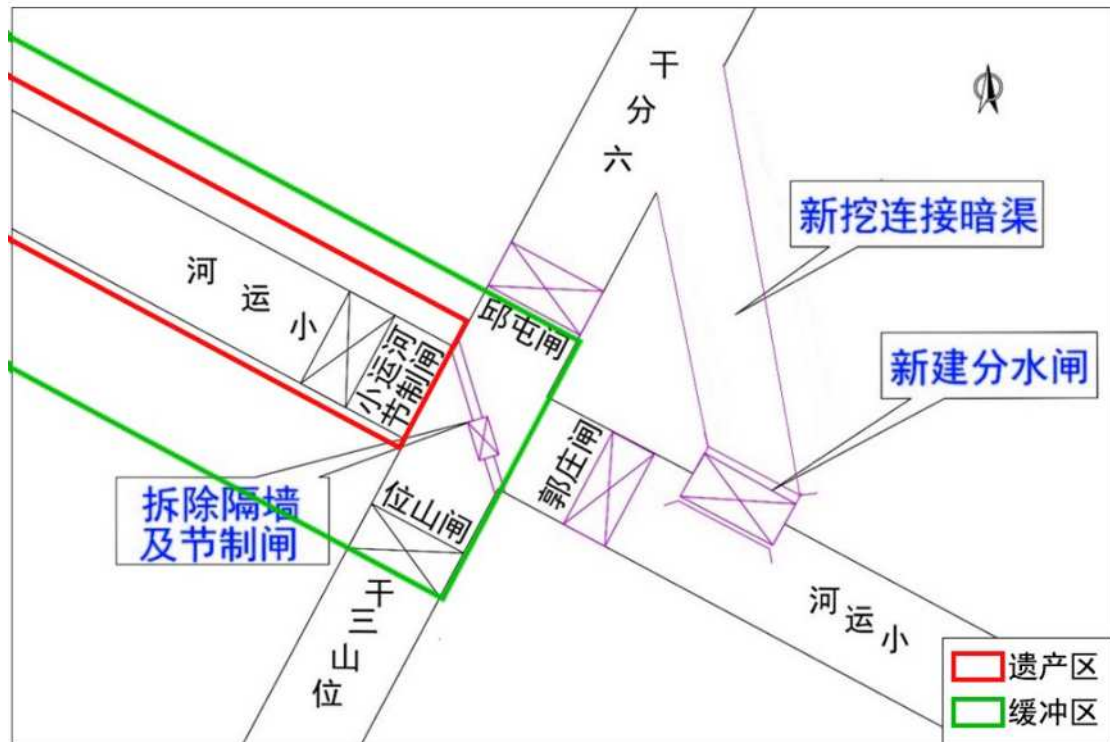 六分干
新挖连接暗渠
小运河
邱屯闸
小运河
节制闸
新建分水闸
郭庄闸
拆除隔墙
及节制闸
位山闸
位山三干
小运河
遗产区
缓冲区